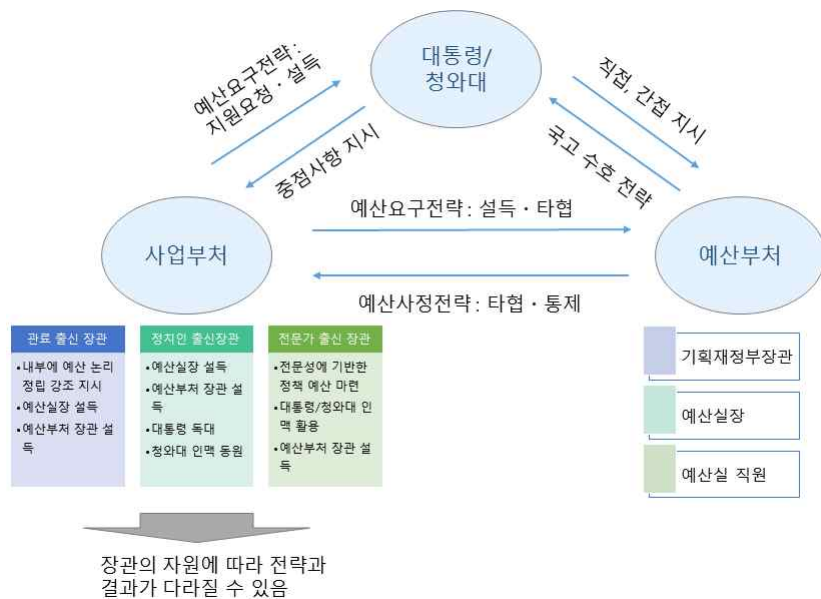 대통령/
청와대
예산요구전략 :
지원요청・설득
중점사항 지시
직접, 간접 지시
국고 수호 전략
사업부처
예산요구전략 : 설득・타협
예산사정전략 : 타협・통제
예산부처
관료 출신 장관
•내부에 예산 논리
정립 강조 지시
•예산실장 설득
•예산부처 장관 설
득
정치인 출신장관
•예산실장 설득
•예산부처 장관 설
득
•대통령 독대
•청와대 인맥 동원
전문가 출신 장관
•전문성에 기반한
정책 예산 마련
•대통령/청와대 인
맥 활용
•예산부처 장관 설
득
기획재정부장관
예산실장
예산실 직원
장관의 자원에 따라 전략과
결과가 다라질 수 있음